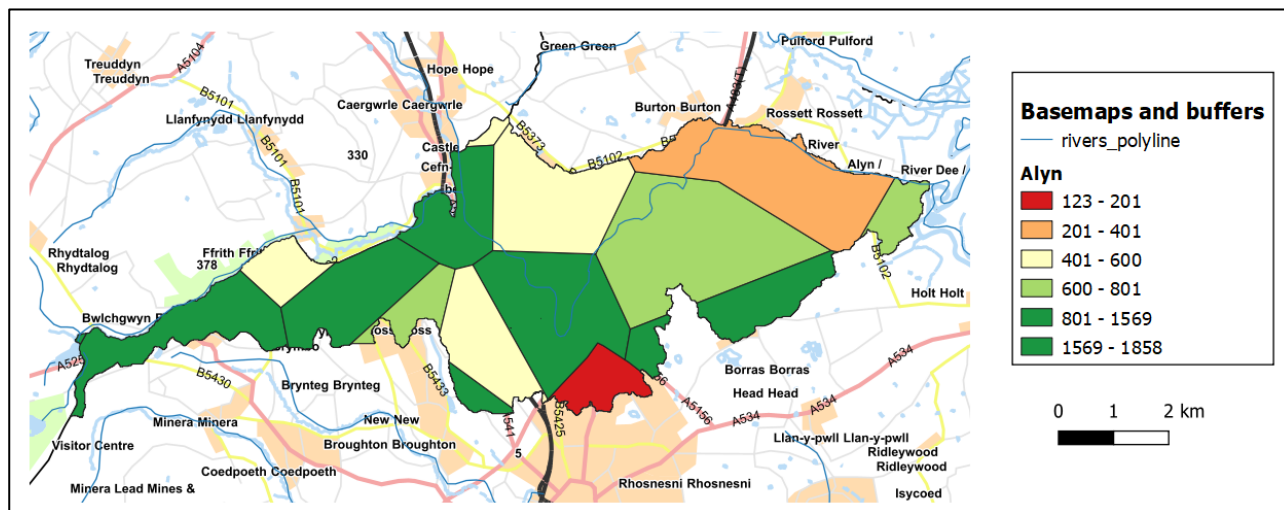 Green Green
Pulford Pulford
Treuddyn
Treuddyn
A5104
Hope Hope
B5101
Caergwrle Caergwrle
Burton Burton
Rossett Rossett
Llanfynydd Llanfynydd
B5373
B5101
330
Castle
Cefn-
B5102
River
Alyn /
River Dee /
B5101
Ffrith
378
Rhydtalog
Rhydtalog
B5102
Holt Holt
Bwlchgwyn
A525
B5430
Brynteg Brynteg
B5433
Borras Borras
Head Head
A534
A5156
A534
A534
Minera Minera
New New
Broughton Broughton
B5425
5
Llan-y-pwll Llan-y-pwll
Ridleywood
Ridleywood
Visitor Centre
Coedpoeth Coedpoeth
Rhosnesni Rhosnesni
Minera Lead Mines &
Isycoed
Basemaps and buffers
rivers_polyline
Alyn
123 - 201
201 - 401
401 - 600
600 - 801
801 - 1569
1569 - 1858
0 1 2 km